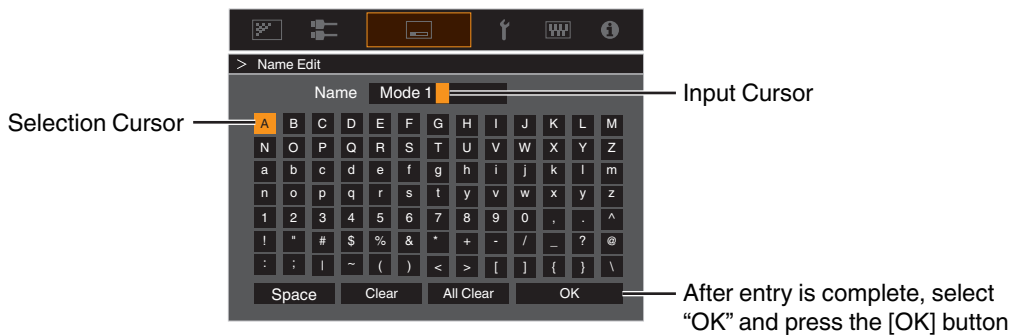 > Name Edit
Name Mode 1
Input Cursor
Selection Cursor
A B C D E F G H I J K L M
N O P Q R S T U V W X Y Z
a b c d e f g h i j k l m
n o p q r s t y v w x y z
1 2 3 4 5 6 7 8 9 0 , . ^
! " # $ % & * + - / _ ? @
: ; | ~ ( ) < > [ ] { } \
Space Clear All Clear OK
After entry is complete, select
“OK” and press the [OK] button